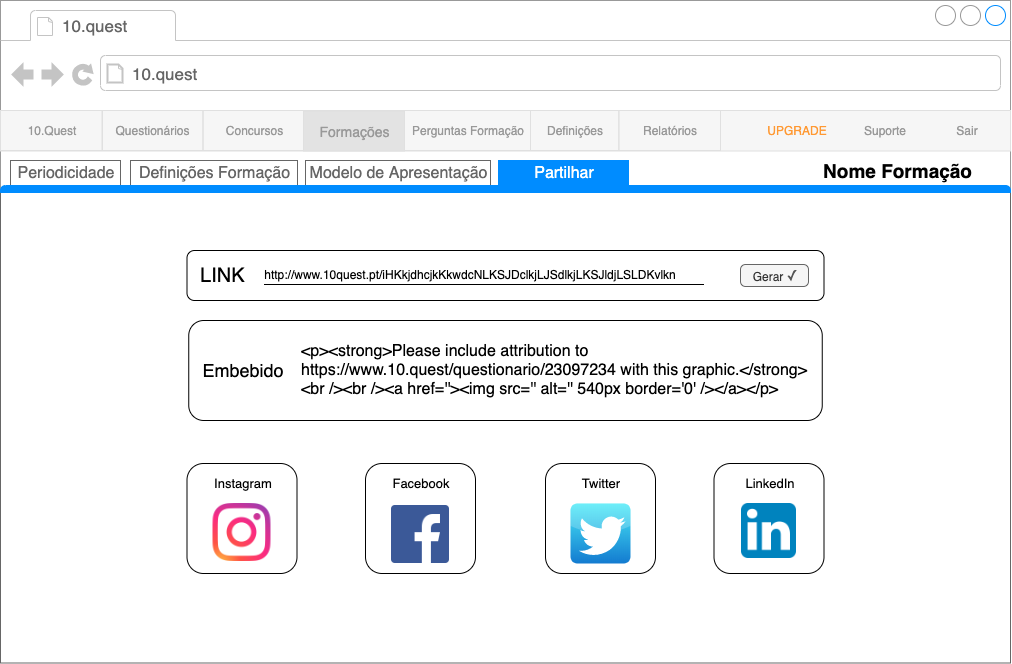 10.quest
10.quest
10.Quest Questionários Concursos Formações Perguntas Formação Definições Relatórios UPGRADE Suporte Sair
Periodicidade Definições Formação Modelo de Apresentação Partilhar Nome Formação
LINK http://www.10quest.pt/iHKkjdhcjkKkwdcNLKSJDclkjLJSdlkjLKSJldjLSLDKvlkn Gerar ✓
Embebido
<p><strong>Please include attribution to
https://www.10.quest/questionario/23097234 with this graphic.</strong>
<br /><br /><a href=''><img src='' alt='' 540px border='0' /></a></p>
Instagram Facebook Twitter LinkedIn
in